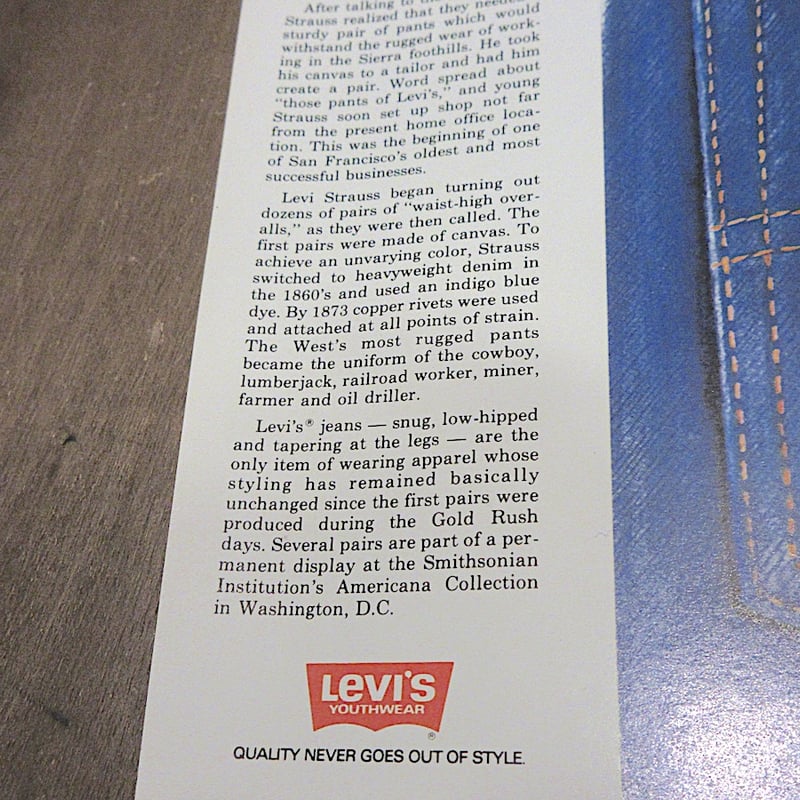 After talking to
Strauss realized that they needed
sturdy pair of pants which would
withstand the rugged wear of work-
ing in the Sierra foothills. He took
his canvas to a tailor and had him
create a pair. Word spread about
“those pants of Levi's,” and young
Strauss soon set up shop not far
from the present home office loca-
tion. This was the beginning of one
of San Francisco's oldest and most
successful businesses.
Levi Strauss began turning out
dozens of pairs of “waist-high over-
alls,” as they were then called. The
first pairs were made of canvas. To
achieve an unvarying color, Strauss
switched to heavyweight denim in
the 1860's and used an indigo blue
dye. By 1873 copper rivets were used
and attached at all points of strain.
The West's most rugged pants
became the uniform of the cowboy,
lumberjack, railroad worker, miner,
farmer and oil driller.
Levi's® jeans — snug, low-hipped
and tapering at the legs — are the
only item of wearing apparel whose
styling has remained basically
unchanged since the first pairs were
produced during the Gold Rush
days. Several pairs are part of a per-
manent display at the Smithsonian
Institution's Americana Collection
in Washington, D.C.
LEVI'S
YOUTHWEAR
®
QUALITY NEVER GOES OUT OF STYLE.